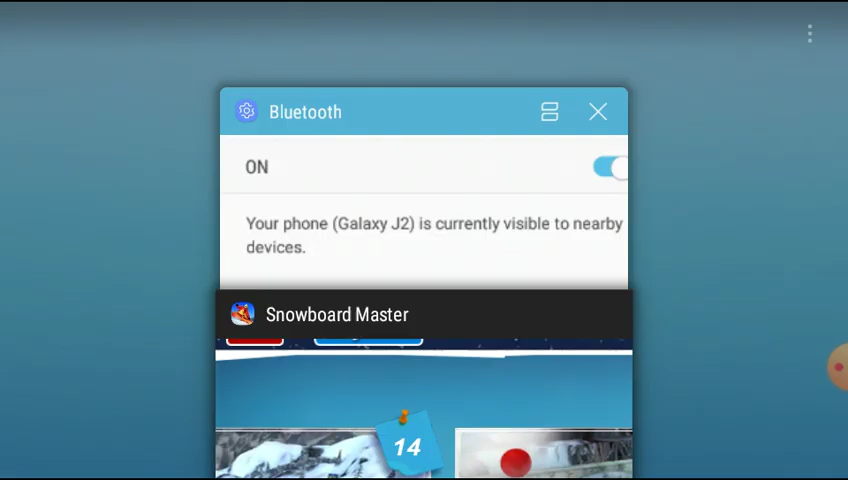 Bluetooth
ON
Your phone (Galaxy J2) is currently visible to nearby
devices.
Snowboard Master
14